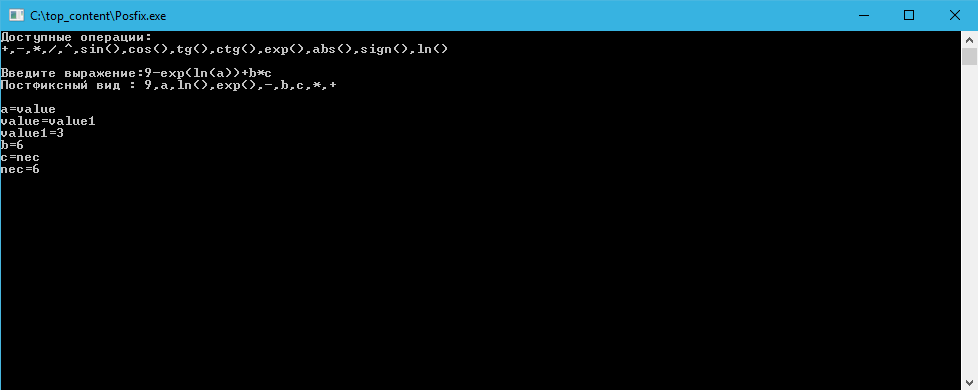 C:\top_content\Posfix.exe
Доступные операции:
+,-,*,/,^,sin(),cos(),tg(),ctg(),exp(),abs(),sign(),ln()
Введите выражение:9-exp(ln(a))+b*c
Постфиксный вид : 9,a,ln(),exp(),-,b,c,*,+
a=value
value=value1
value1=3
b=6
c=nec
nec=6